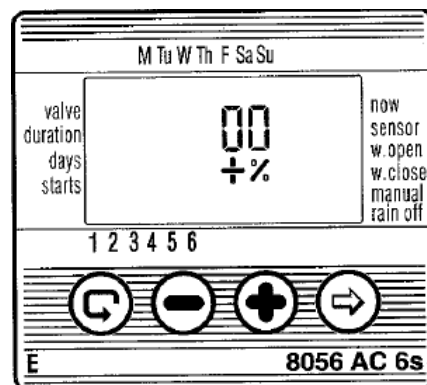 M Tu W Th F Sa Su
valve
duration
days
starts
00
+%
now
sensor
w.open
w.close
manual
rain off
1 2 3 4 5 6
E
8056 AC 6s